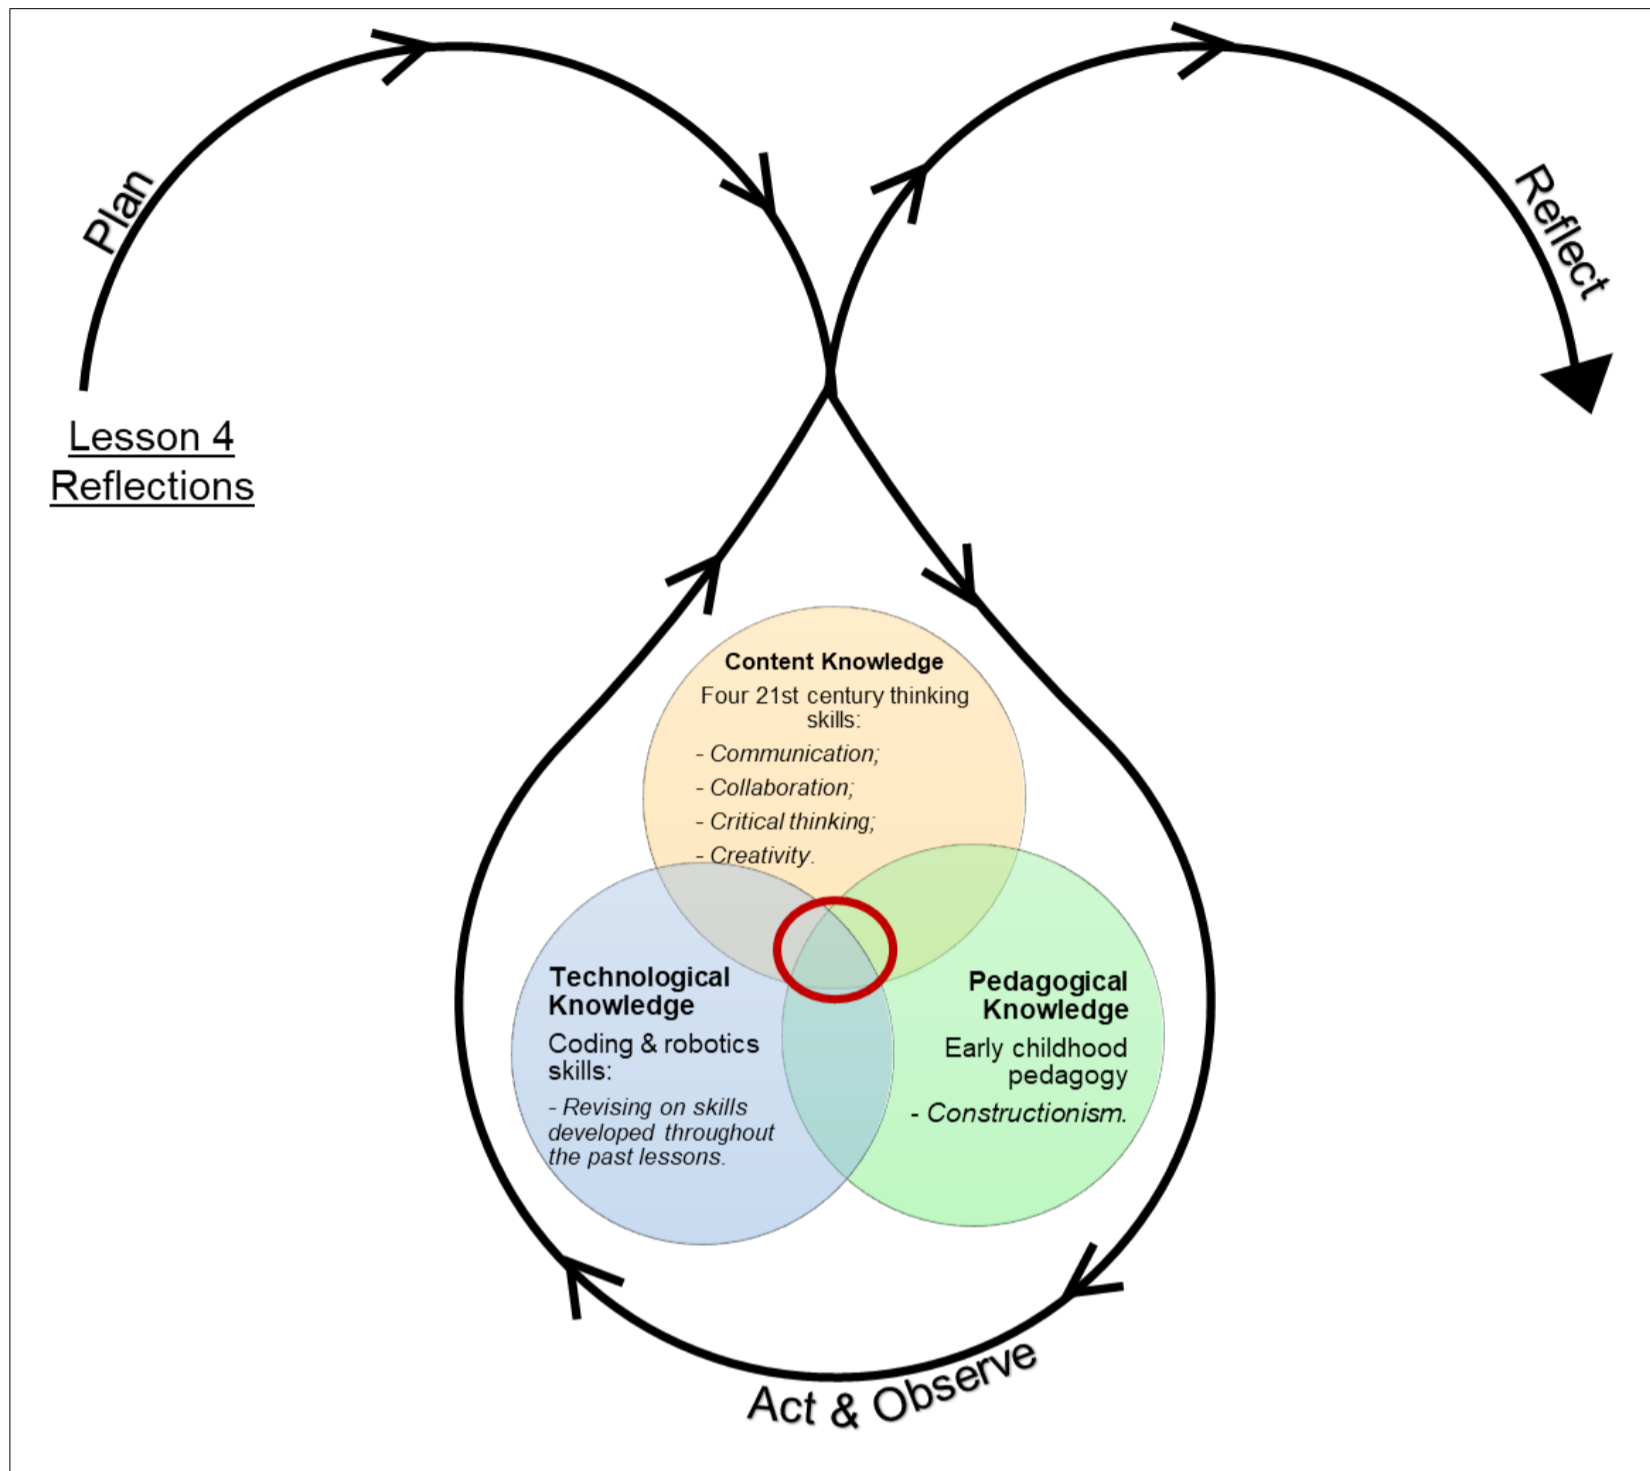 Plan
Reflect
Lesson 4
Reflections
Content Knowledge
Four 21st century thinking
skills:
- Communication;
- Collaboration;
- Critical thinking;
- Creativity.
Technological
Knowledge
Coding & robotics
skills:
- Revising on skills
developed throughout
the past lessons.
Pedagogical
Knowledge
Early childhood
pedagogy
- Constructionism.
Act & Observe